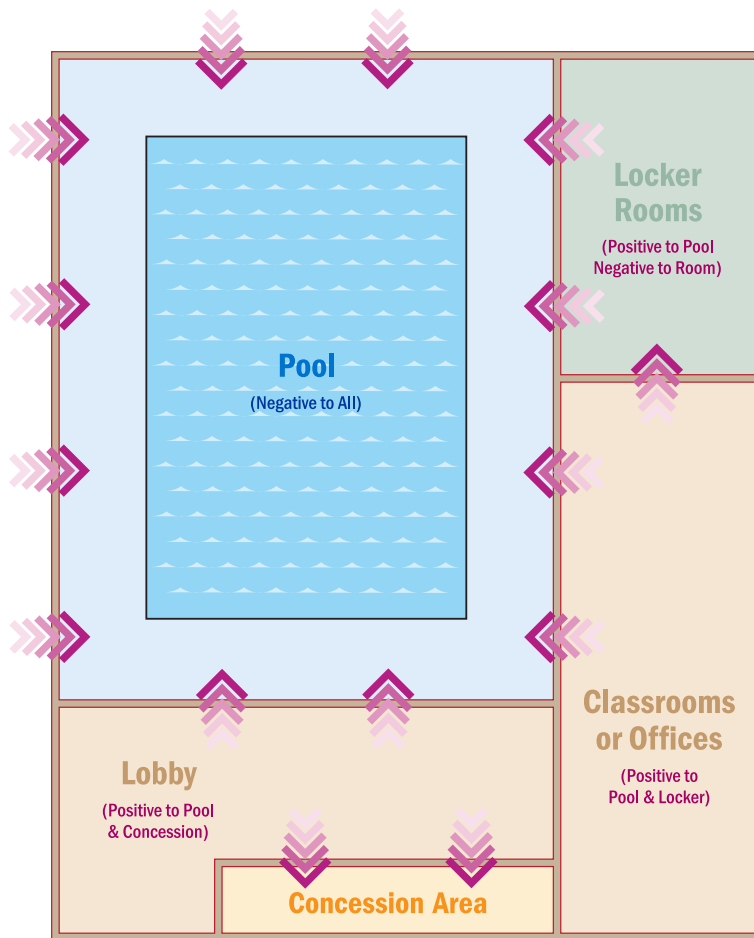 Locker
Rooms
(Positive to Pool
Negative to Room)
Pool
(Negative to All)
Classrooms
or Offices
(Positive to
Pool & Locker)
Lobby
(Positive to Pool
& Concession)
Concession Area